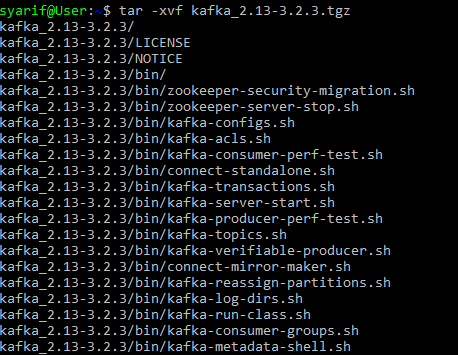 syarif@User:~$ tar -xvf kafka_2.13-3.2.3.tgz
kafka_2.13-3.2.3/
kafka_2.13-3.2.3/LICENSE
kafka_2.13-3.2.3/NOTICE
kafka_2.13-3.2.3/bin/
kafka_2.13-3.2.3/bin/zookeeper-security-migration.sh
kafka_2.13-3.2.3/bin/zookeeper-server-stop.sh
kafka_2.13-3.2.3/bin/kafka-configs.sh
kafka_2.13-3.2.3/bin/kafka-acls.sh
kafka_2.13-3.2.3/bin/kafka-consumer-perf-test.sh
kafka_2.13-3.2.3/bin/connect-standalone.sh
kafka_2.13-3.2.3/bin/kafka-transactions.sh
kafka_2.13-3.2.3/bin/kafka-server-start.sh
kafka_2.13-3.2.3/bin/kafka-producer-perf-test.sh
kafka_2.13-3.2.3/bin/kafka-topics.sh
kafka_2.13-3.2.3/bin/kafka-verifiable-producer.sh
kafka_2.13-3.2.3/bin/connect-mirror-maker.sh
kafka_2.13-3.2.3/bin/kafka-reassign-partitions.sh
kafka_2.13-3.2.3/bin/kafka-log-dirs.sh
kafka_2.13-3.2.3/bin/kafka-run-class.sh
kafka_2.13-3.2.3/bin/kafka-consumer-groups.sh
kafka_2.13-3.2.3/bin/kafka-metadata-shell.sh